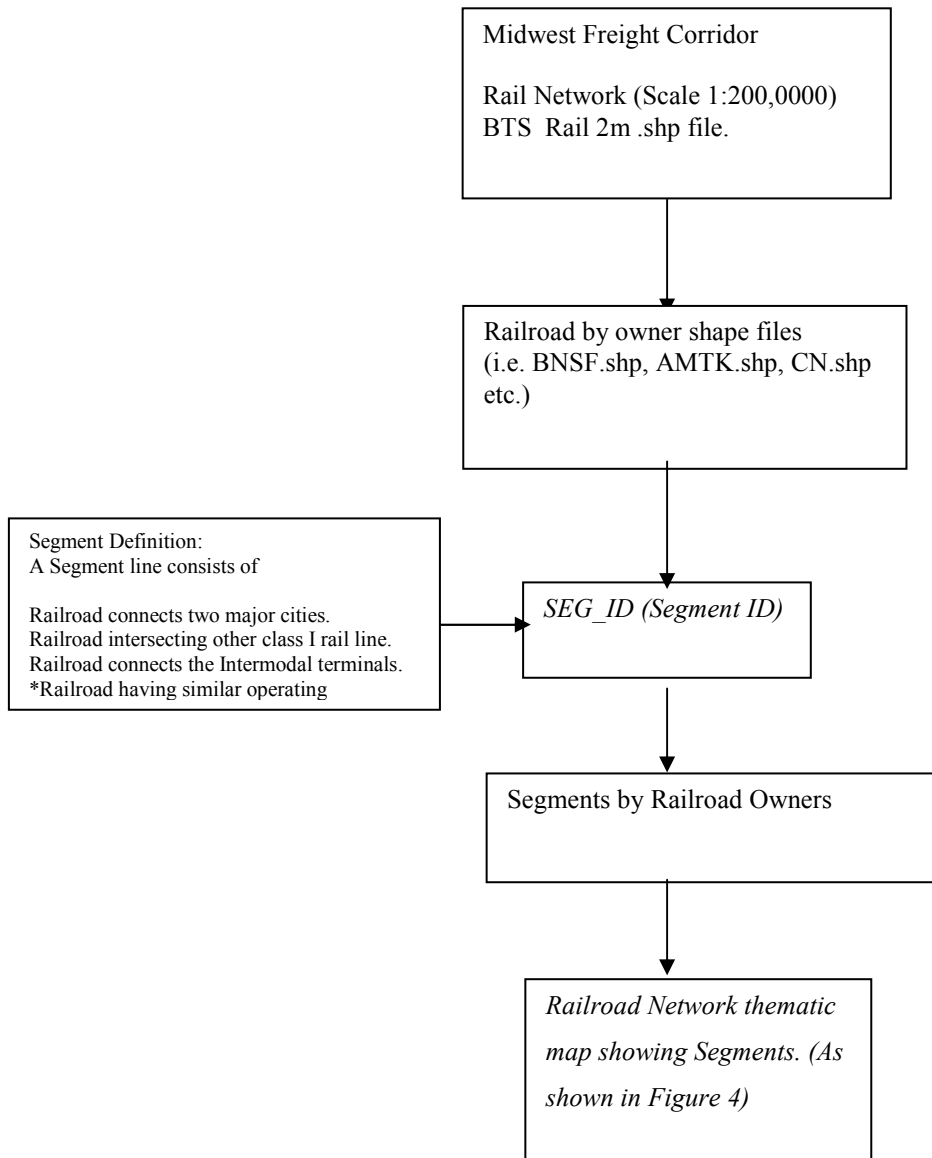 Midwest Freight Corridor
Rail Network (Scale 1:200,0000)
BTS  Rail 2m .shp file.
Railroad by owner shape files
(i.e. BNSF.shp, AMTK.shp, CN.shp
etc.)
Segment Definition:
A Segment line consists of
Railroad connects two major cities.
Railroad intersecting other class I rail line.
Railroad connects the Intermodal terminals.
*Railroad having similar operating
SEG_ID (Segment ID)
Segments by Railroad Owners
Railroad Network thematic
map showing Segments. (As
shown in Figure 4)